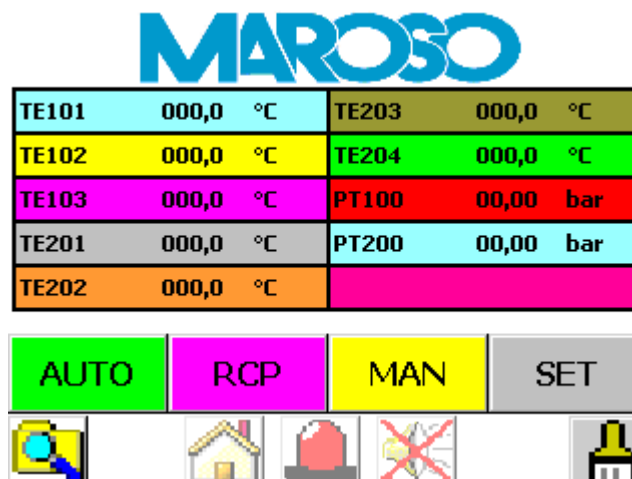 MAROSO
TE101 000,0 °C TE203 000,0 °C
TE102 000,0 °C TE204 000,0 °C
TE103 000,0 °C PT100 00,00 bar
TE201 000,0 °C PT200 00,00 bar
TE202 000,0 °C
AUTO RCP MAN SET